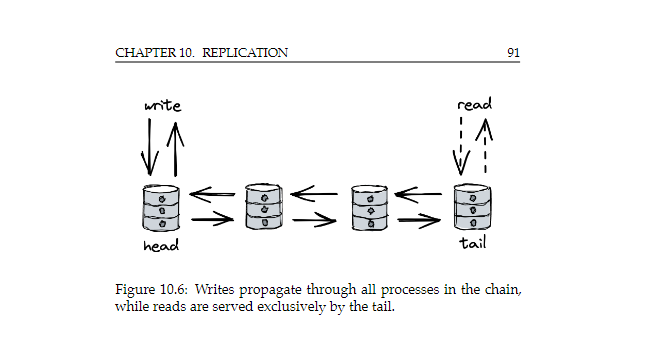 CHAPTER 10. REPLICATION 91
write read
head tail
Figure 10.6: Writes propagate through all processes in the chain,
while reads are served exclusively by the tail.